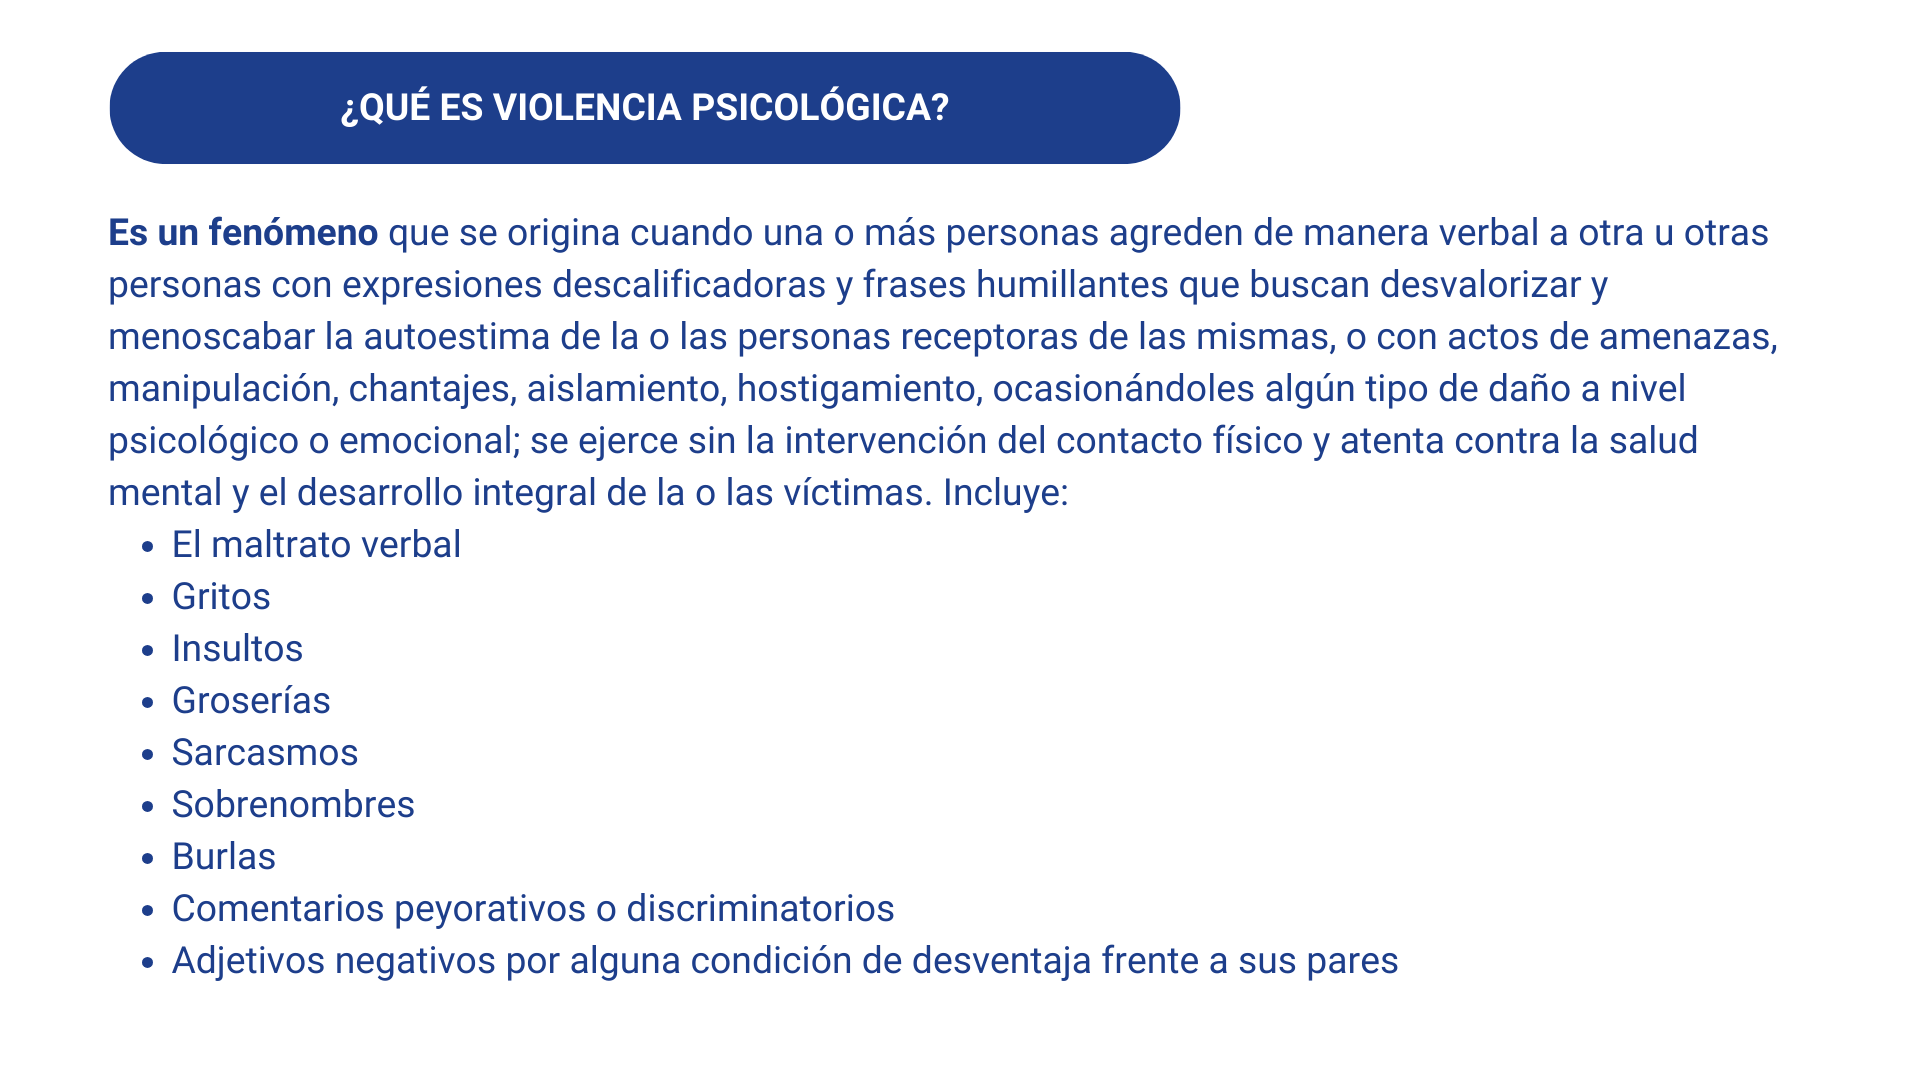 ¿QUÉ ES VIOLENCIA PSICOLÓGICA?
Es un fenómeno que se origina cuando una o más personas agreden de manera verbal a otra u otras
personas con expresiones descalificadoras y frases humillantes que buscan desvalorizar y
menoscabar la autoestima de la o las personas receptoras de las mismas, o con actos de amenazas,
manipulación, chantajes, aislamiento, hostigamiento, ocasionándoles algún tipo de daño a nivel
psicológico o emocional; se ejerce sin la intervención del contacto físico y atenta contra la salud
mental y el desarrollo integral de la o las víctimas. Incluye:
• El maltrato verbal
• Gritos
• Insultos
• Groserías
• Sarcasmos
• Sobrenombres
• Burlas
• Comentarios peyorativos o discriminatorios
• Adjetivos negativos por alguna condición de desventaja frente a sus pares